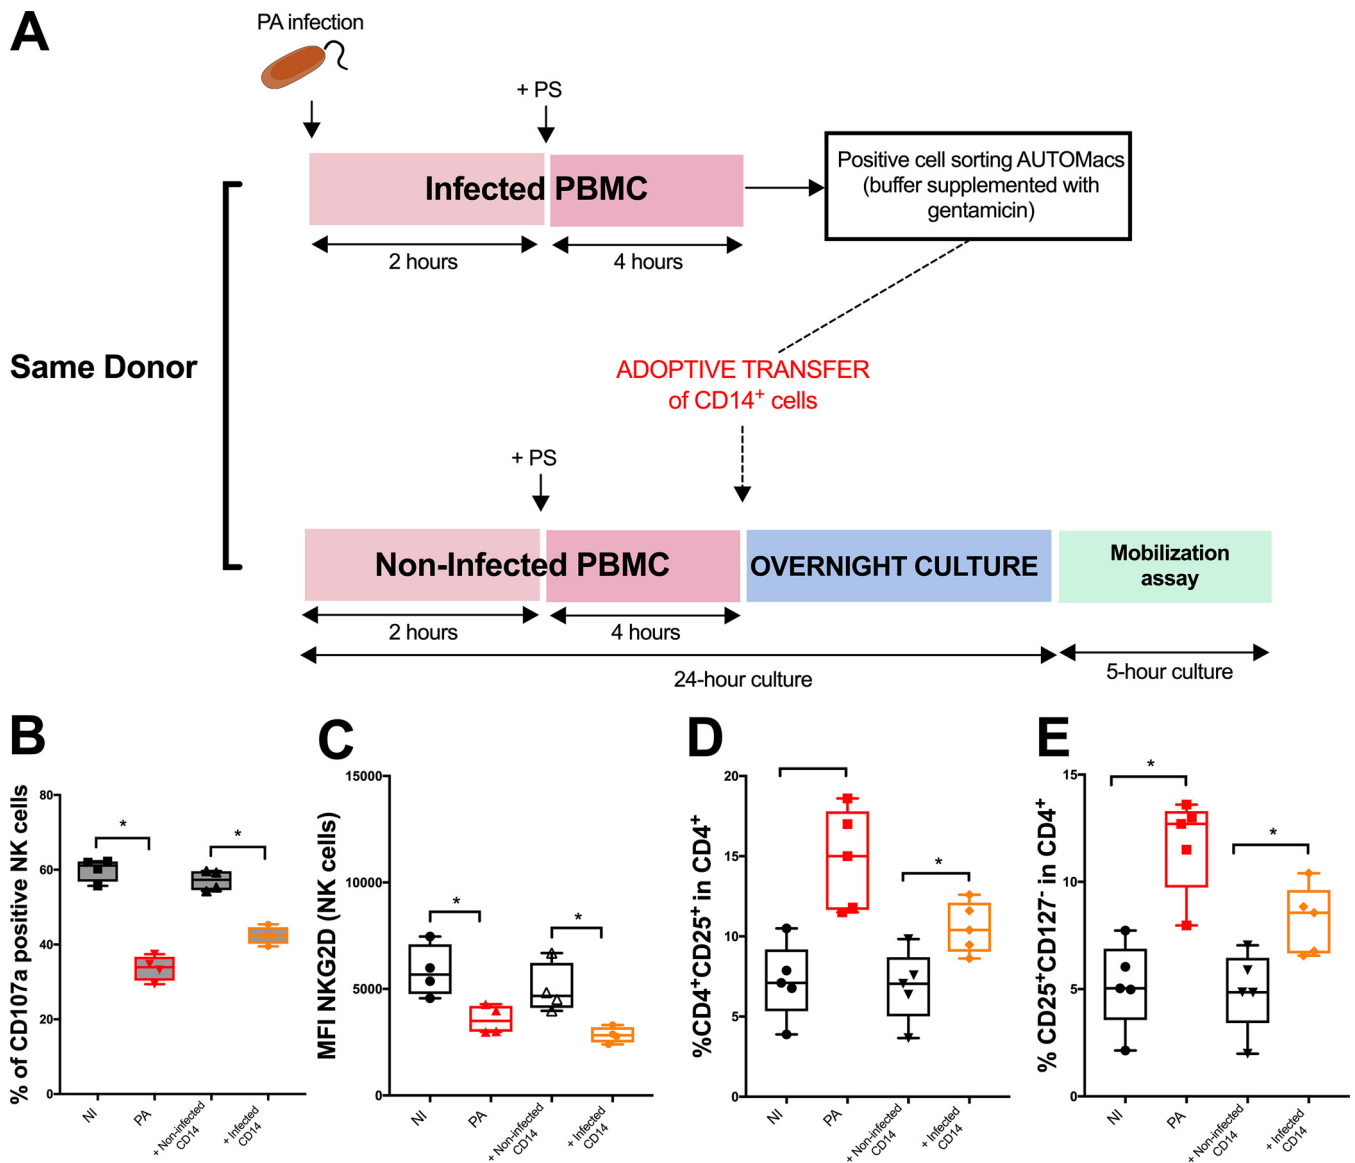 A
PA infection
+ PS
Infected PBMC
Positive cell sorting AUTOMacs
(buffer supplemented with
gentamicin)
2 hours
4 hours
Same Donor
ADOPTIVE TRANSFER
of CD14⁺ cells
+ PS
Non-Infected PBMC
OVERNIGHT CULTURE
Mobilization
assay
2 hours
4 hours
24-hour culture
5-hour culture
B
% of CD107a positive NK cells
80
60
40
20
0
*
*
NI
PA
+ Non-infected
CD14
+ Infected
CD14
C
MFI NKG2D (NK cells)
15000
10000
5000
0
*
*
NI
PA
+ Non-infected
CD14
+ Infected
CD14
D
%CD4⁺CD25⁺ in CD4⁺
20
15
10
5
0
*
NI
PA
+ Non-infected
CD14
+ Infected
CD14
E
% CD25⁺CD127⁻ in CD4⁺
15
10
5
0
*
*
NI
PA
+ Non-infected
CD14
+ Infected
CD14